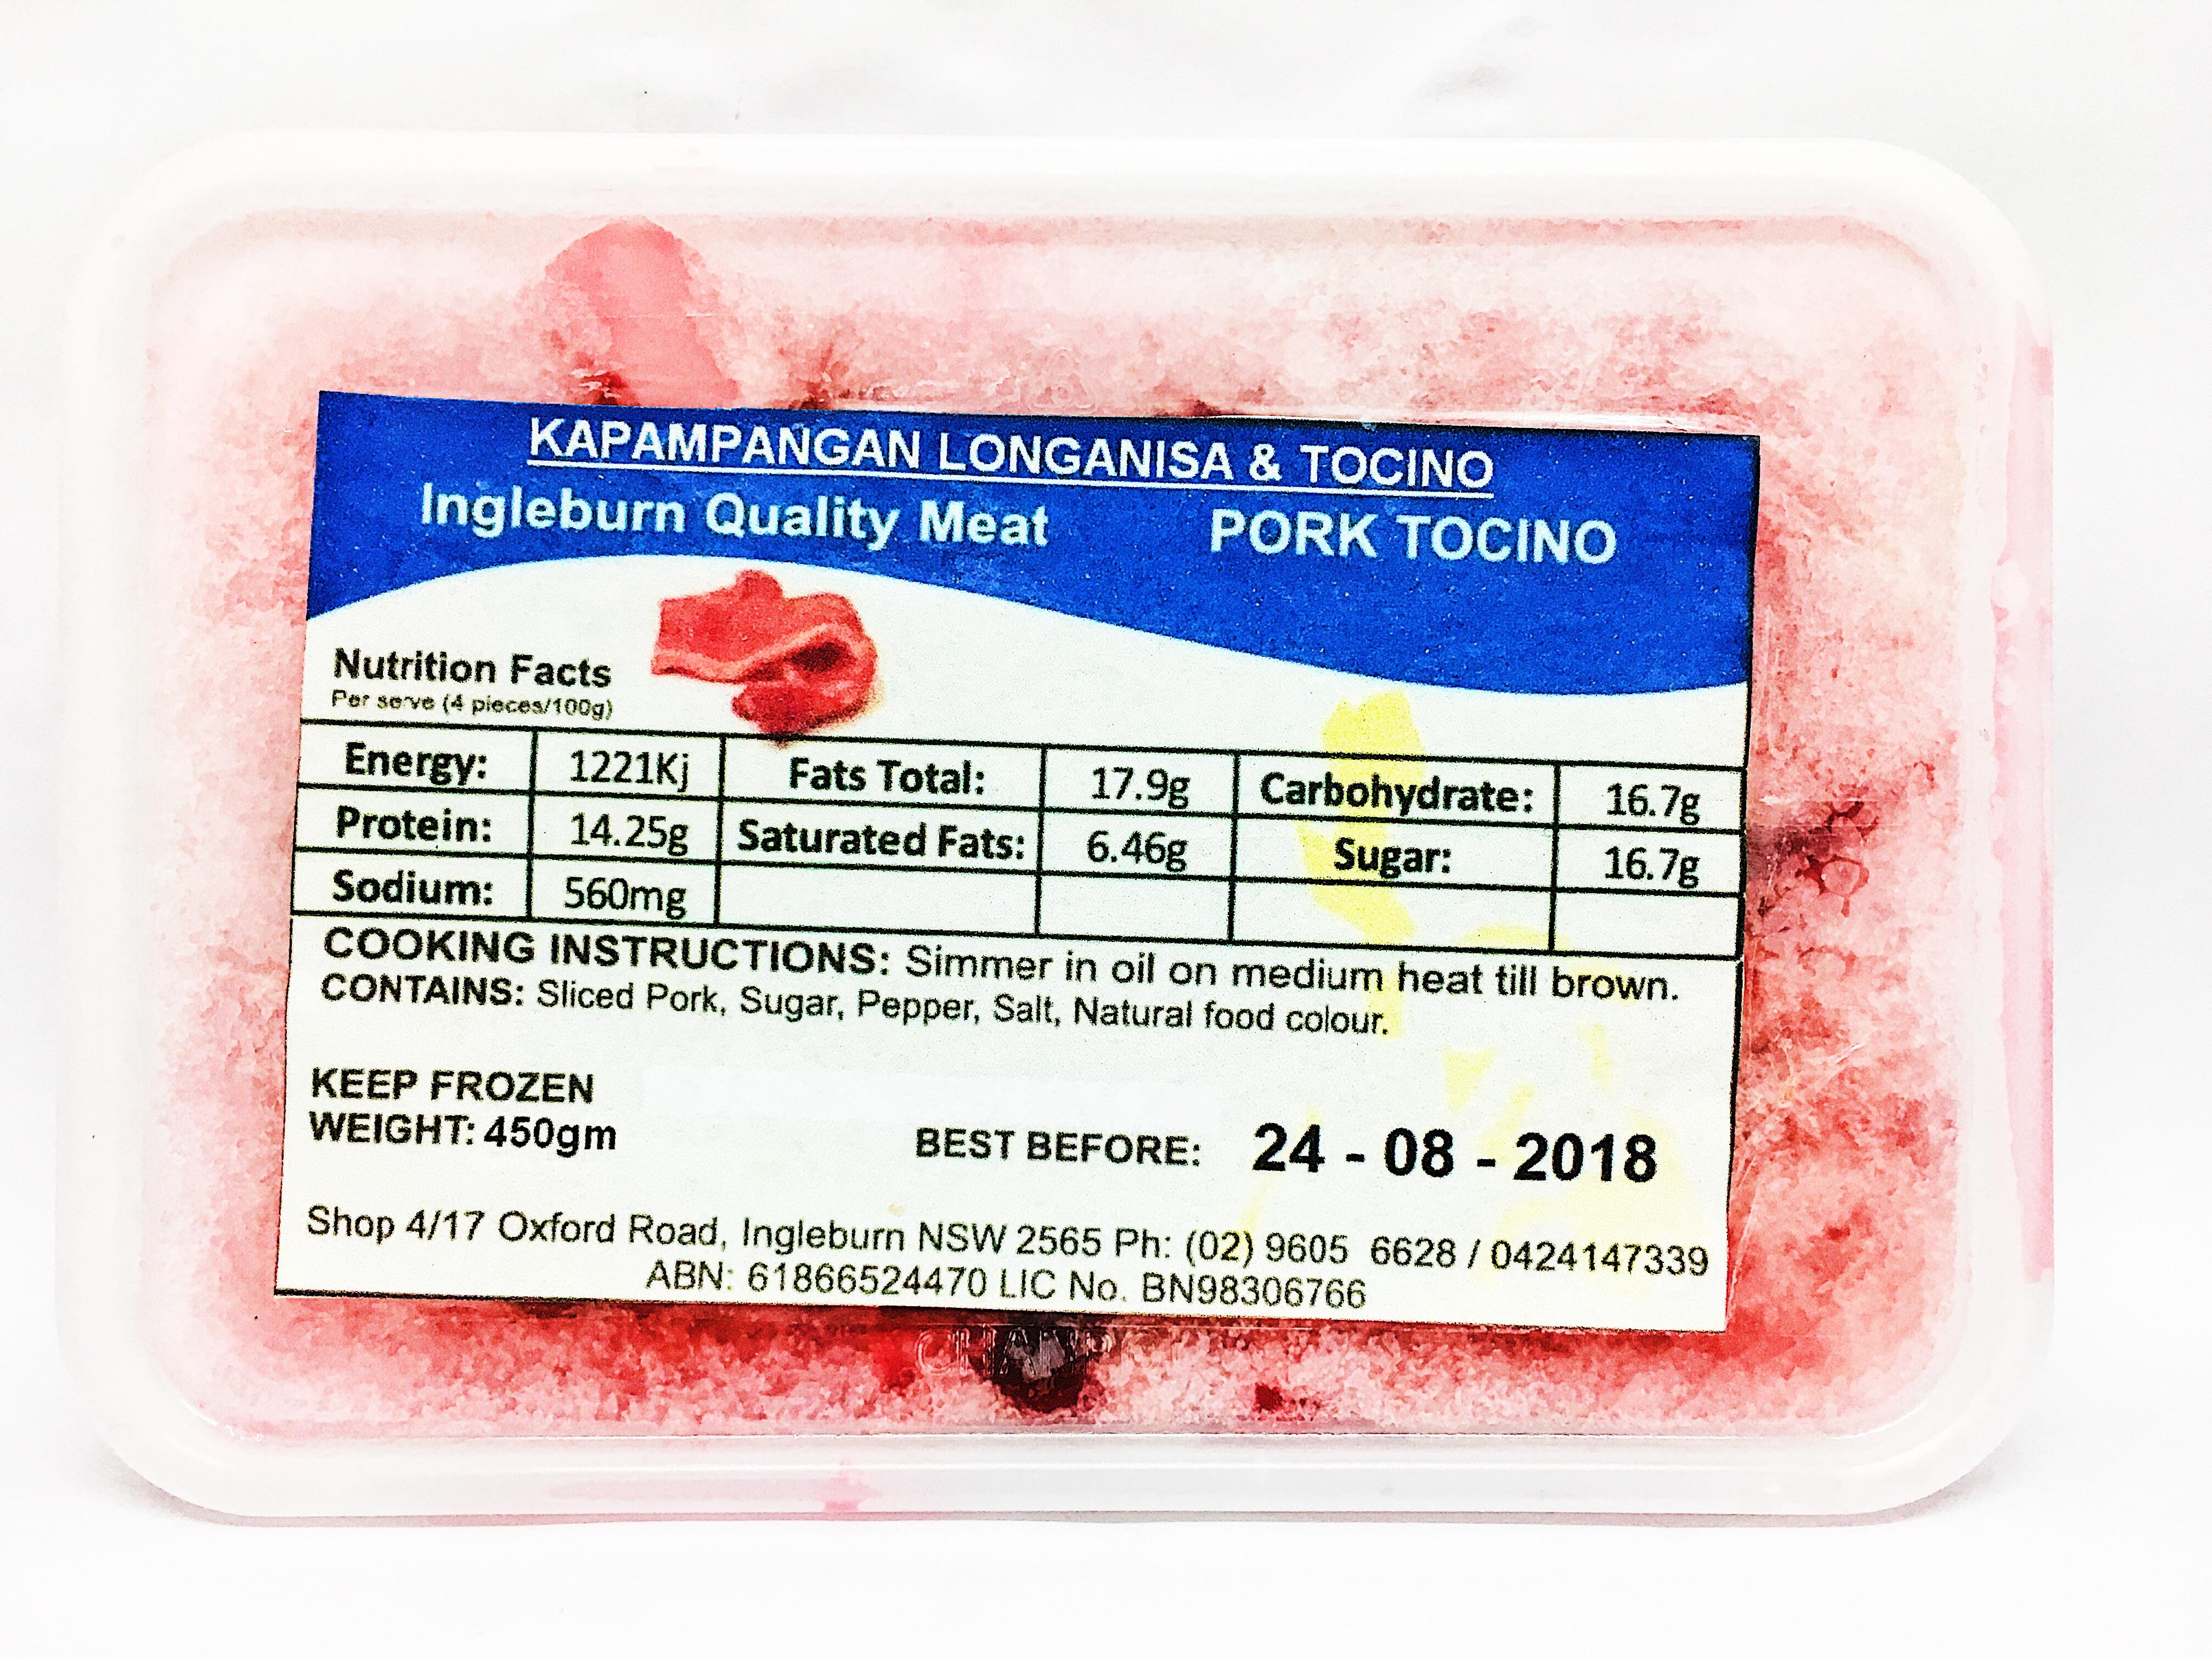 KAPAMPANGAN LONGANISA & TOCINO
Ingleburn Quality Meat PORK TOCINO
Nutrition Facts
Per serve (4 pieces/100g)
Energy: 1221Kj Fats Total: 17.9g Carbohydrate: 16.7g
Protein: 14.25g Saturated Fats: 6.46g Sugar: 16.7g
Sodium: 560mg
COOKING INSTRUCTIONS: Simmer in oil on medium heat till brown.
CONTAINS: Sliced Pork, Sugar, Pepper, Salt, Natural food colour.
KEEP FROZEN
WEIGHT: 450gm BEST BEFORE: 24 - 08 - 2018
Shop 4/17 Oxford Road, Ingleburn NSW 2565 Ph: (02) 9605 6628 / 0424147339
ABN: 61866524470 LIC No. BN98306766